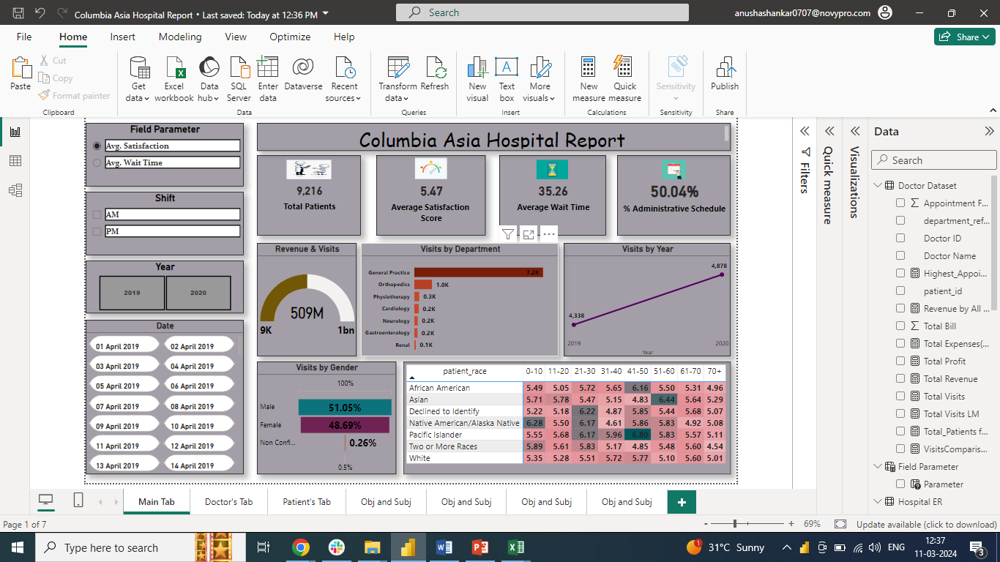 Columbia Asia Hospital Report • Last saved: Today at 12:36 PM
Search
anushashankar0707@novypro.com
File Home Insert Modeling View Optimize Help
Share
Paste
Cut
Copy
Format painter
Get data
Excel workbook
Data hub
SQL Server
Enter data
Dataverse
Recent sources
Transform data
Refresh
New visual
Text box
More visuals
New measure
Quick measure
Sensitivity
Publish
Clipboard
Data
Queries
Insert
Calculations
Sensitivity
Share
Field Parameter
Avg. Satisfaction
Avg. Wait Time
Shift
AM
PM
Year
2019 2020
Date
01 April 2019 02 April 2019
03 April 2019 04 April 2019
05 April 2019 06 April 2019
07 April 2019 08 April 2019
09 April 2019 10 April 2019
11 April 2019 12 April 2019
13 April 2019 14 April 2019
Columbia Asia Hospital Report
9,216
Total Patients
5.47
Average Satisfaction
Score
35.26
Average Wait Time
50.04%
% Administrative Schedule
Revenue & Visits
509M
9K 1bn
Visits by Department
General Practice 7.2K
Orthopedics 1.0K
Physiotherapy 0.3K
Cardiology 0.2K
Neurology 0.2K
Gastroenterology 0.2K
Renal 0.1K
Visits by Year
4,878
4,338
2019 2020
Year
Visits by Gender
100%
Male 51.05%
Female 48.69%
Non Confi... 0.26%
0.5%
patient_race 0-10 11-20 21-30 31-40 41-50 51-60 61-70 70+
African American 5.49 5.05 5.72 5.65 6.16 5.50 5.31 4.96
Asian 5.71 5.78 5.47 5.15 4.83 6.44 5.64 5.29
Declined to Identify 5.22 5.18 6.22 4.87 5.85 5.44 5.68 5.07
Native American/Alaska Native 6.28 5.50 6.17 4.61 5.86 5.83 4.92 5.08
Pacific Islander 5.55 5.68 6.17 5.96 6.80 5.83 5.57 5.11
Two or More Races 5.89 5.61 5.83 5.17 4.85 5.48 5.60 4.54
White 5.35 5.28 5.51 5.72 5.77 5.10 5.60 5.01
Filters
Quick measure
Visualizations
Data
Search
Doctor Dataset
Appointment F...
department_ref...
Doctor ID
Doctor Name
Highest_Appoi...
patient_id
Revenue by All ...
Total Bill
Total Expenses(...
Total Profit
Total Revenue
Total Visits
Total Visits LM
Total_Patients f...
VisitsComparis...
Field Parameter
Parameter
Hospital ER
Main Tab Doctor's Tab Patient's Tab Obj and Subj Obj and Subj Obj and Subj Obj and Subj
Page 1 of 7
69%
Update available (click to download)
Type here to search
1
31°C Sunny
ENG
12:37
11-03-2024
3